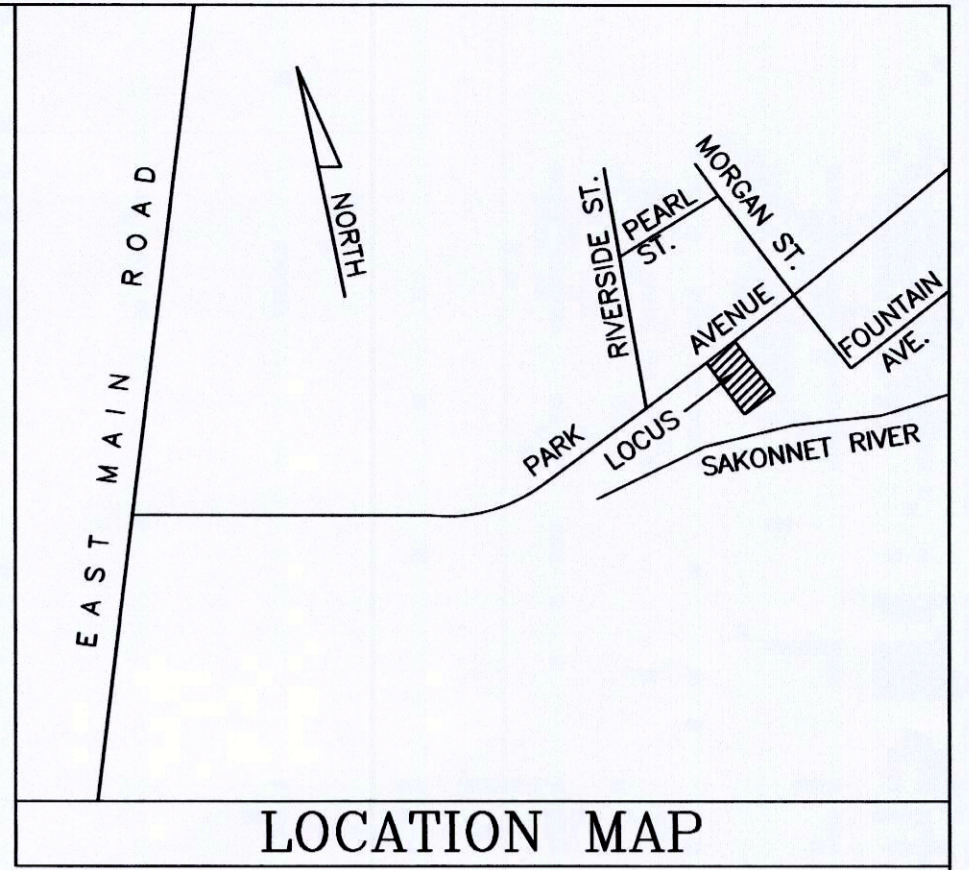 EAST MAIN ROAD
NORTH
RIVERSIDE ST.
PEARL
ST.
MORGAN ST.
PARK AVENUE
LOCUS
FOUNTAIN
AVE.
SAKONNET RIVER
LOCATION MAP